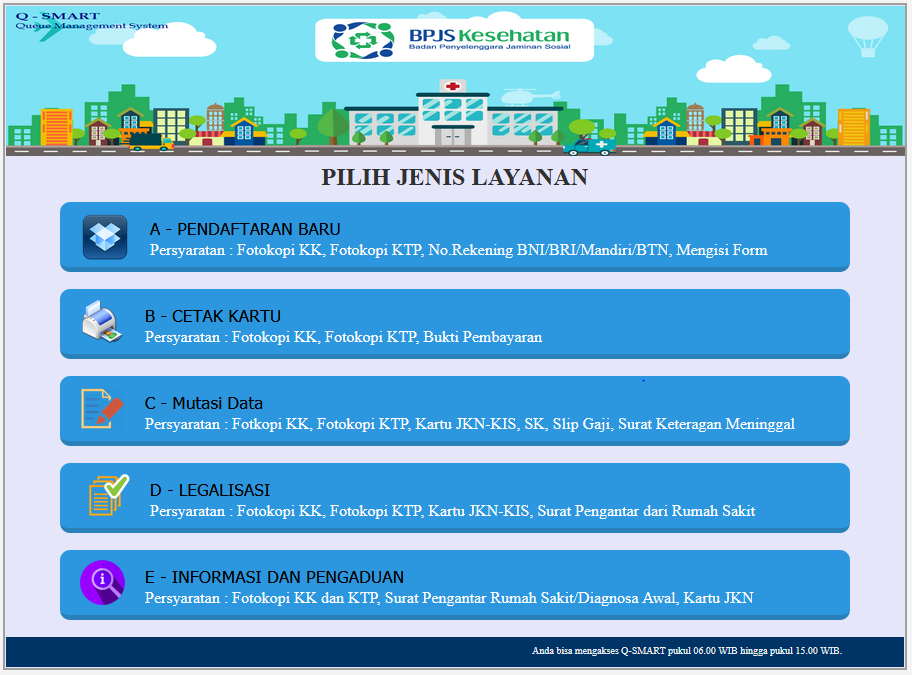 Q - SMART
Queue Management System
BPJS Kesehatan
Badan Penyelenggara Jaminan Sosial
PILIH JENIS LAYANAN
A - PENDAFTARAN BARU
Persyaratan : Fotokopi KK, Fotokopi KTP, No.Rekening BNI/BRI/Mandiri/BTN, Mengisi Form
B - CETAK KARTU
Persyaratan : Fotokopi KK, Fotokopi KTP, Bukti Pembayaran
C - Mutasi Data
Persyaratan : Fotkopi KK, Fotokopi KTP, Kartu JKN-KIS, SK, Slip Gaji, Surat Keteragan Meninggal
D - LEGALISASI
Persyaratan : Fotokopi KK, Fotokopi KTP, Kartu JKN-KIS, Surat Pengantar dari Rumah Sakit
E - INFORMASI DAN PENGADUAN
Persyaratan : Fotokopi KK dan KTP, Surat Pengantar Rumah Sakit/Diagnosa Awal, Kartu JKN
Anda bisa mengakses Q-SMART pukul 06.00 WIB hingga pukul 15.00 WIB.